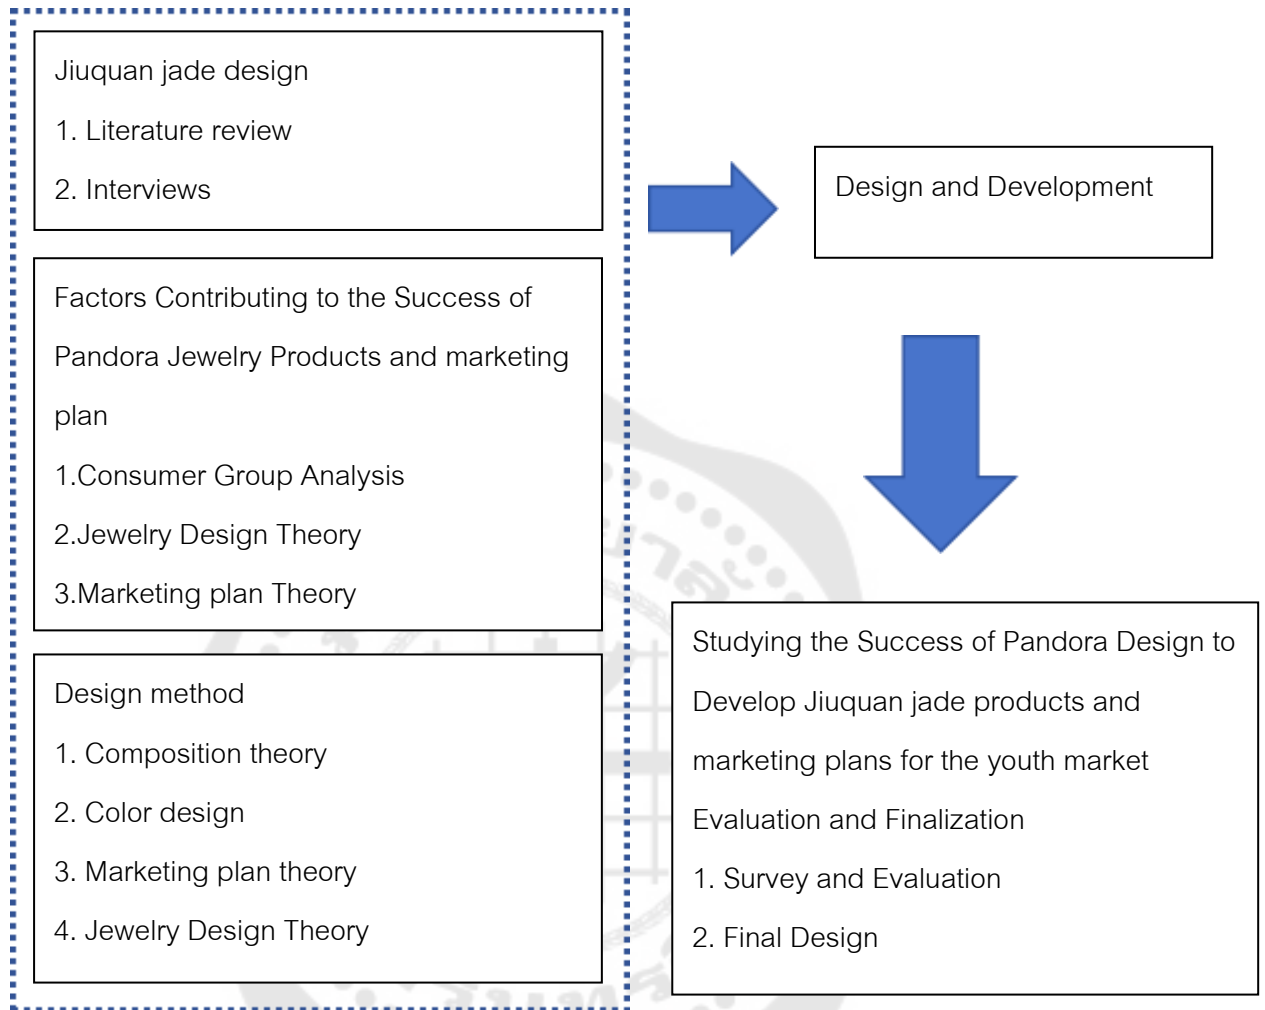 Jiuquan jade design
1. Literature review
2. Interviews
Factors Contributing to the Success of
Pandora Jewelry Products and marketing
plan
1.Consumer Group Analysis
2.Jewelry Design Theory
3.Marketing plan Theory
Design method
1. Composition theory
2. Color design
3. Marketing plan theory
4. Jewelry Design Theory
Design and Development
Studying the Success of Pandora Design to
Develop Jiuquan jade products and
marketing plans for the youth market
Evaluation and Finalization
1. Survey and Evaluation
2. Final Design